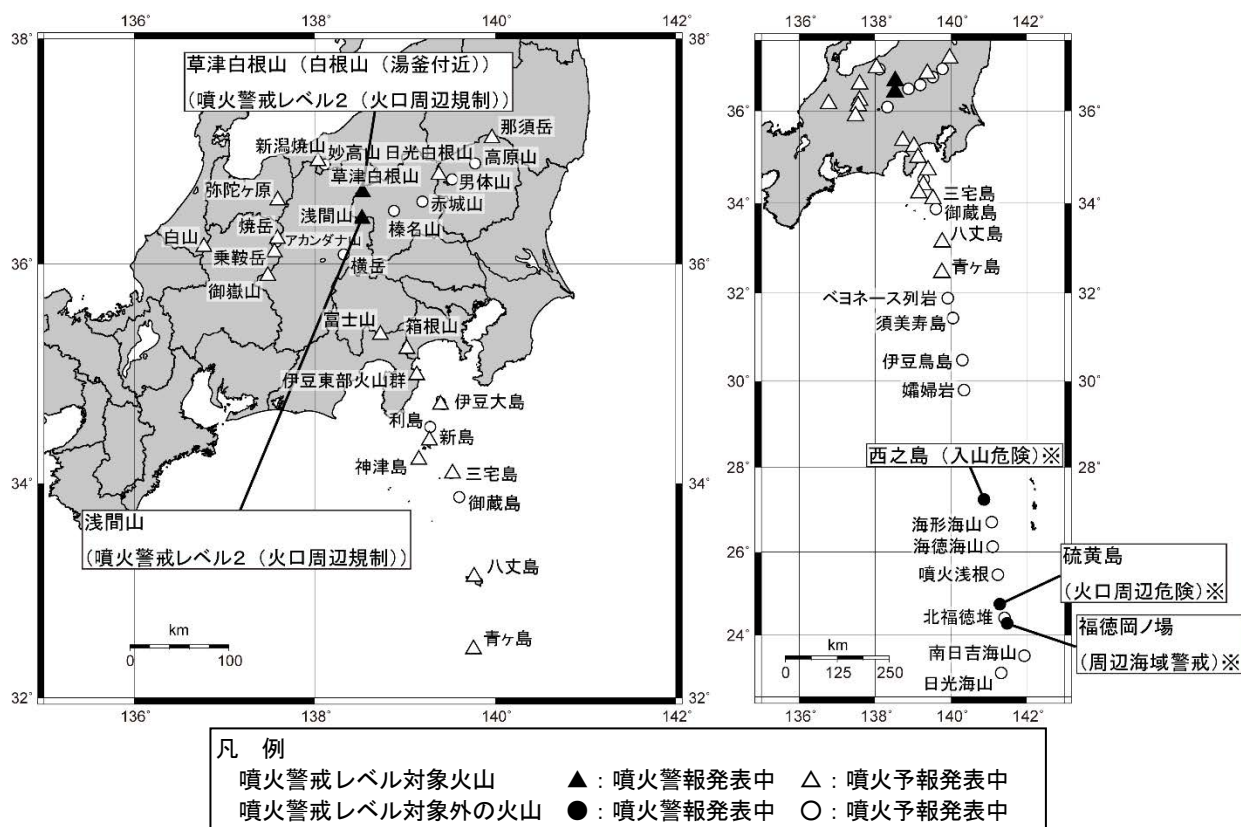 136°
138°
140°
142°
38°
草津白根山（白根山（湯釜付近））
（噴火警戒レベル２（火口周辺規制））
那須岳
新潟焼山
妙高山
日光白根山
高原山
草津白根山
男体山
弥陀ヶ原
赤城山
浅間山
榛名山
焼岳
アカンダナ山
白山
乗鞍岳
横岳
36°
御嶽山
富士山
箱根山
伊豆東部火山群
伊豆大島
利島
新島
神津島
三宅島
34°
御蔵島
浅間山
（噴火警戒レベル２（火口周辺規制））
八丈島
km
0
100
青ヶ島
32°
136°
138°
140°
142°
136°
138°
140°
142°
36°
36°
三宅島
34°
34°
御蔵島
八丈島
青ヶ島
32°
32°
ベヨネース列岩
須美寿島
伊豆鳥島
30°
30°
孀婦岩
28°
28°
西之島（入山危険）※
海形海山
海徳海山
26°
26°
噴火浅根
硫黄島
（火口周辺危険）※
北福徳堆
福徳岡ノ場
（周辺海域警戒）※
24°
24°
南日吉海山
日光海山
km
0
125
250
136°
138°
140°
142°
凡　例
噴火警戒レベル対象火山　▲：噴火警報発表中　△：噴火予報発表中
噴火警戒レベル対象外の火山　●：噴火警報発表中　○：噴火予報発表中